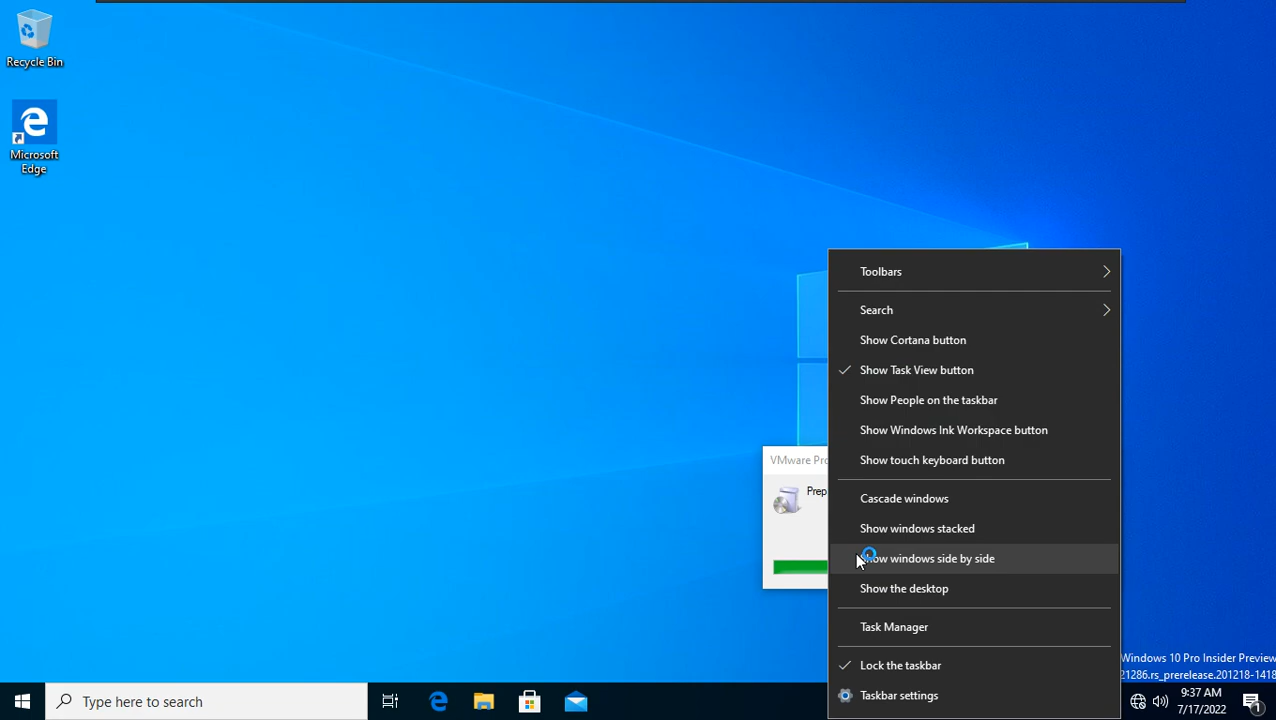 Recycle Bin
Microsoft
Edge
Toolbars
Search
Show Cortana button
Show Task View button
Show People on the taskbar
Show Windows Ink Workspace button
Show touch keyboard button
Cascade windows
Show windows stacked
how windows side by side
Show the desktop
Task Manager
Lock the taskbar
Taskbar settings
VMware Pro
Prep
Windows 10 Pro Insider Preview
21286.rs_prerelease.201218-1418
Type here to search
9:37 AM
7/17/2022
1